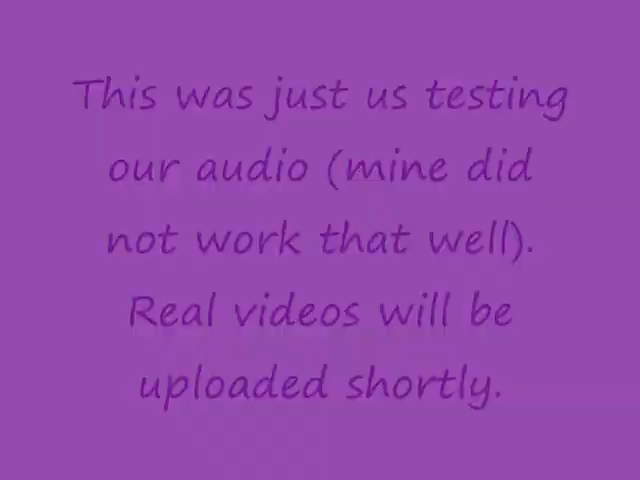 This was just us testing
our audio (mine did
not work that well).
Real videos will be
uploaded shortly.